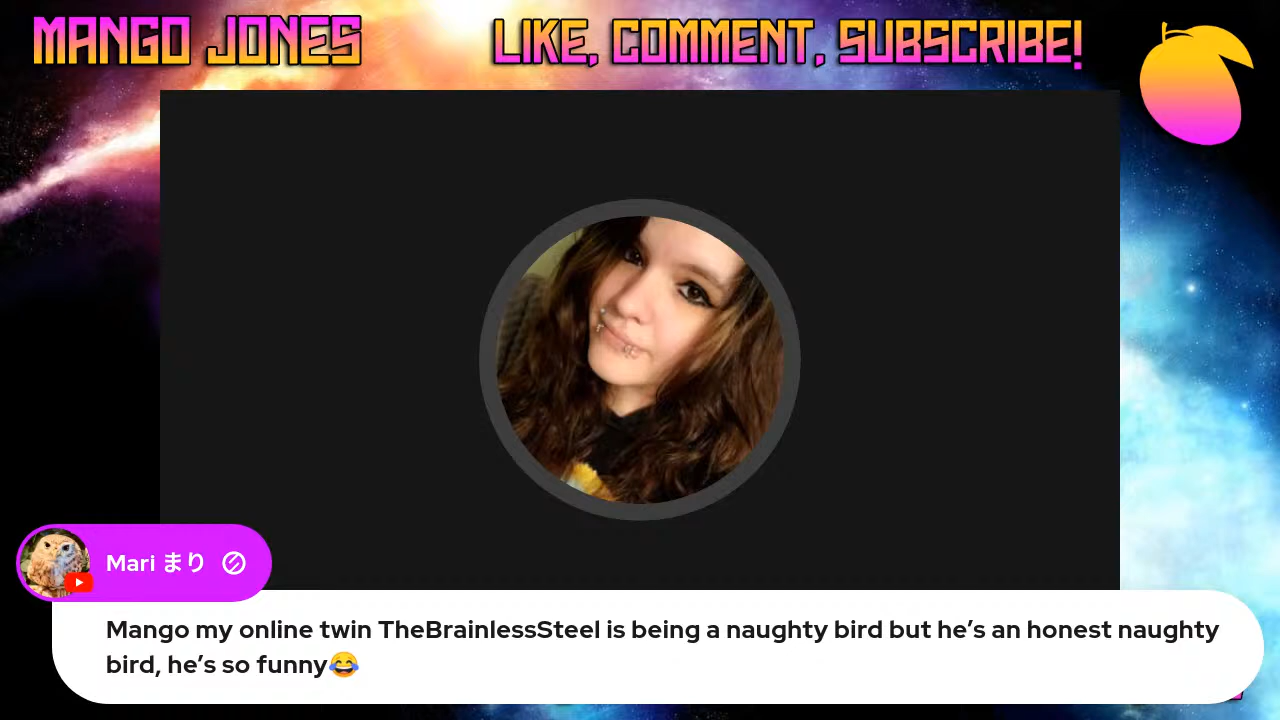 MANGO JONES
LIKE, COMMENT, SUBSCRIBE!
Mari まり
Mango my online twin TheBrainlessSteel is being a naughty bird but he’s an honest naughty
bird, he’s so funny😂